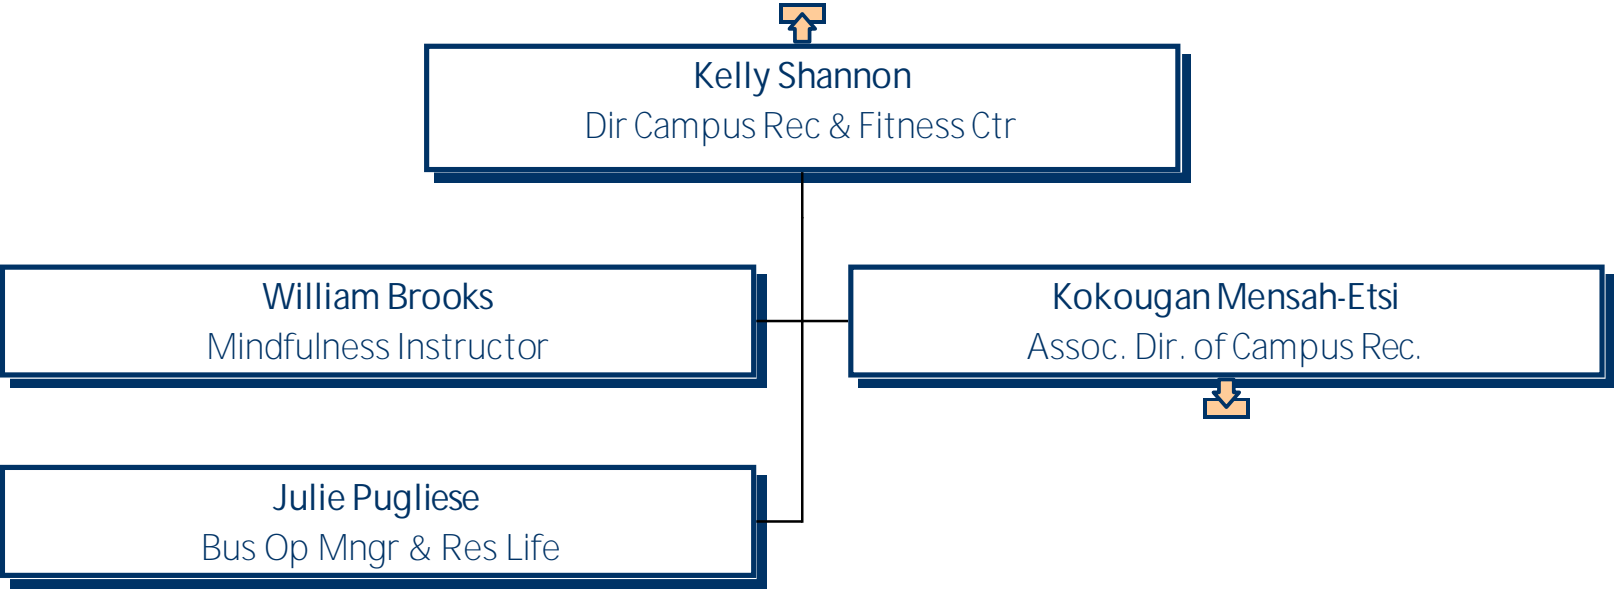 Kelly Shannon
Dir Campus Rec & Fitness Ctr
William Brooks
Mindfulness Instructor
Kokougan Mensah-Etsi
Assoc. Dir. of Campus Rec.
Julie Pugliese
Bus Op Mngr & Res Life